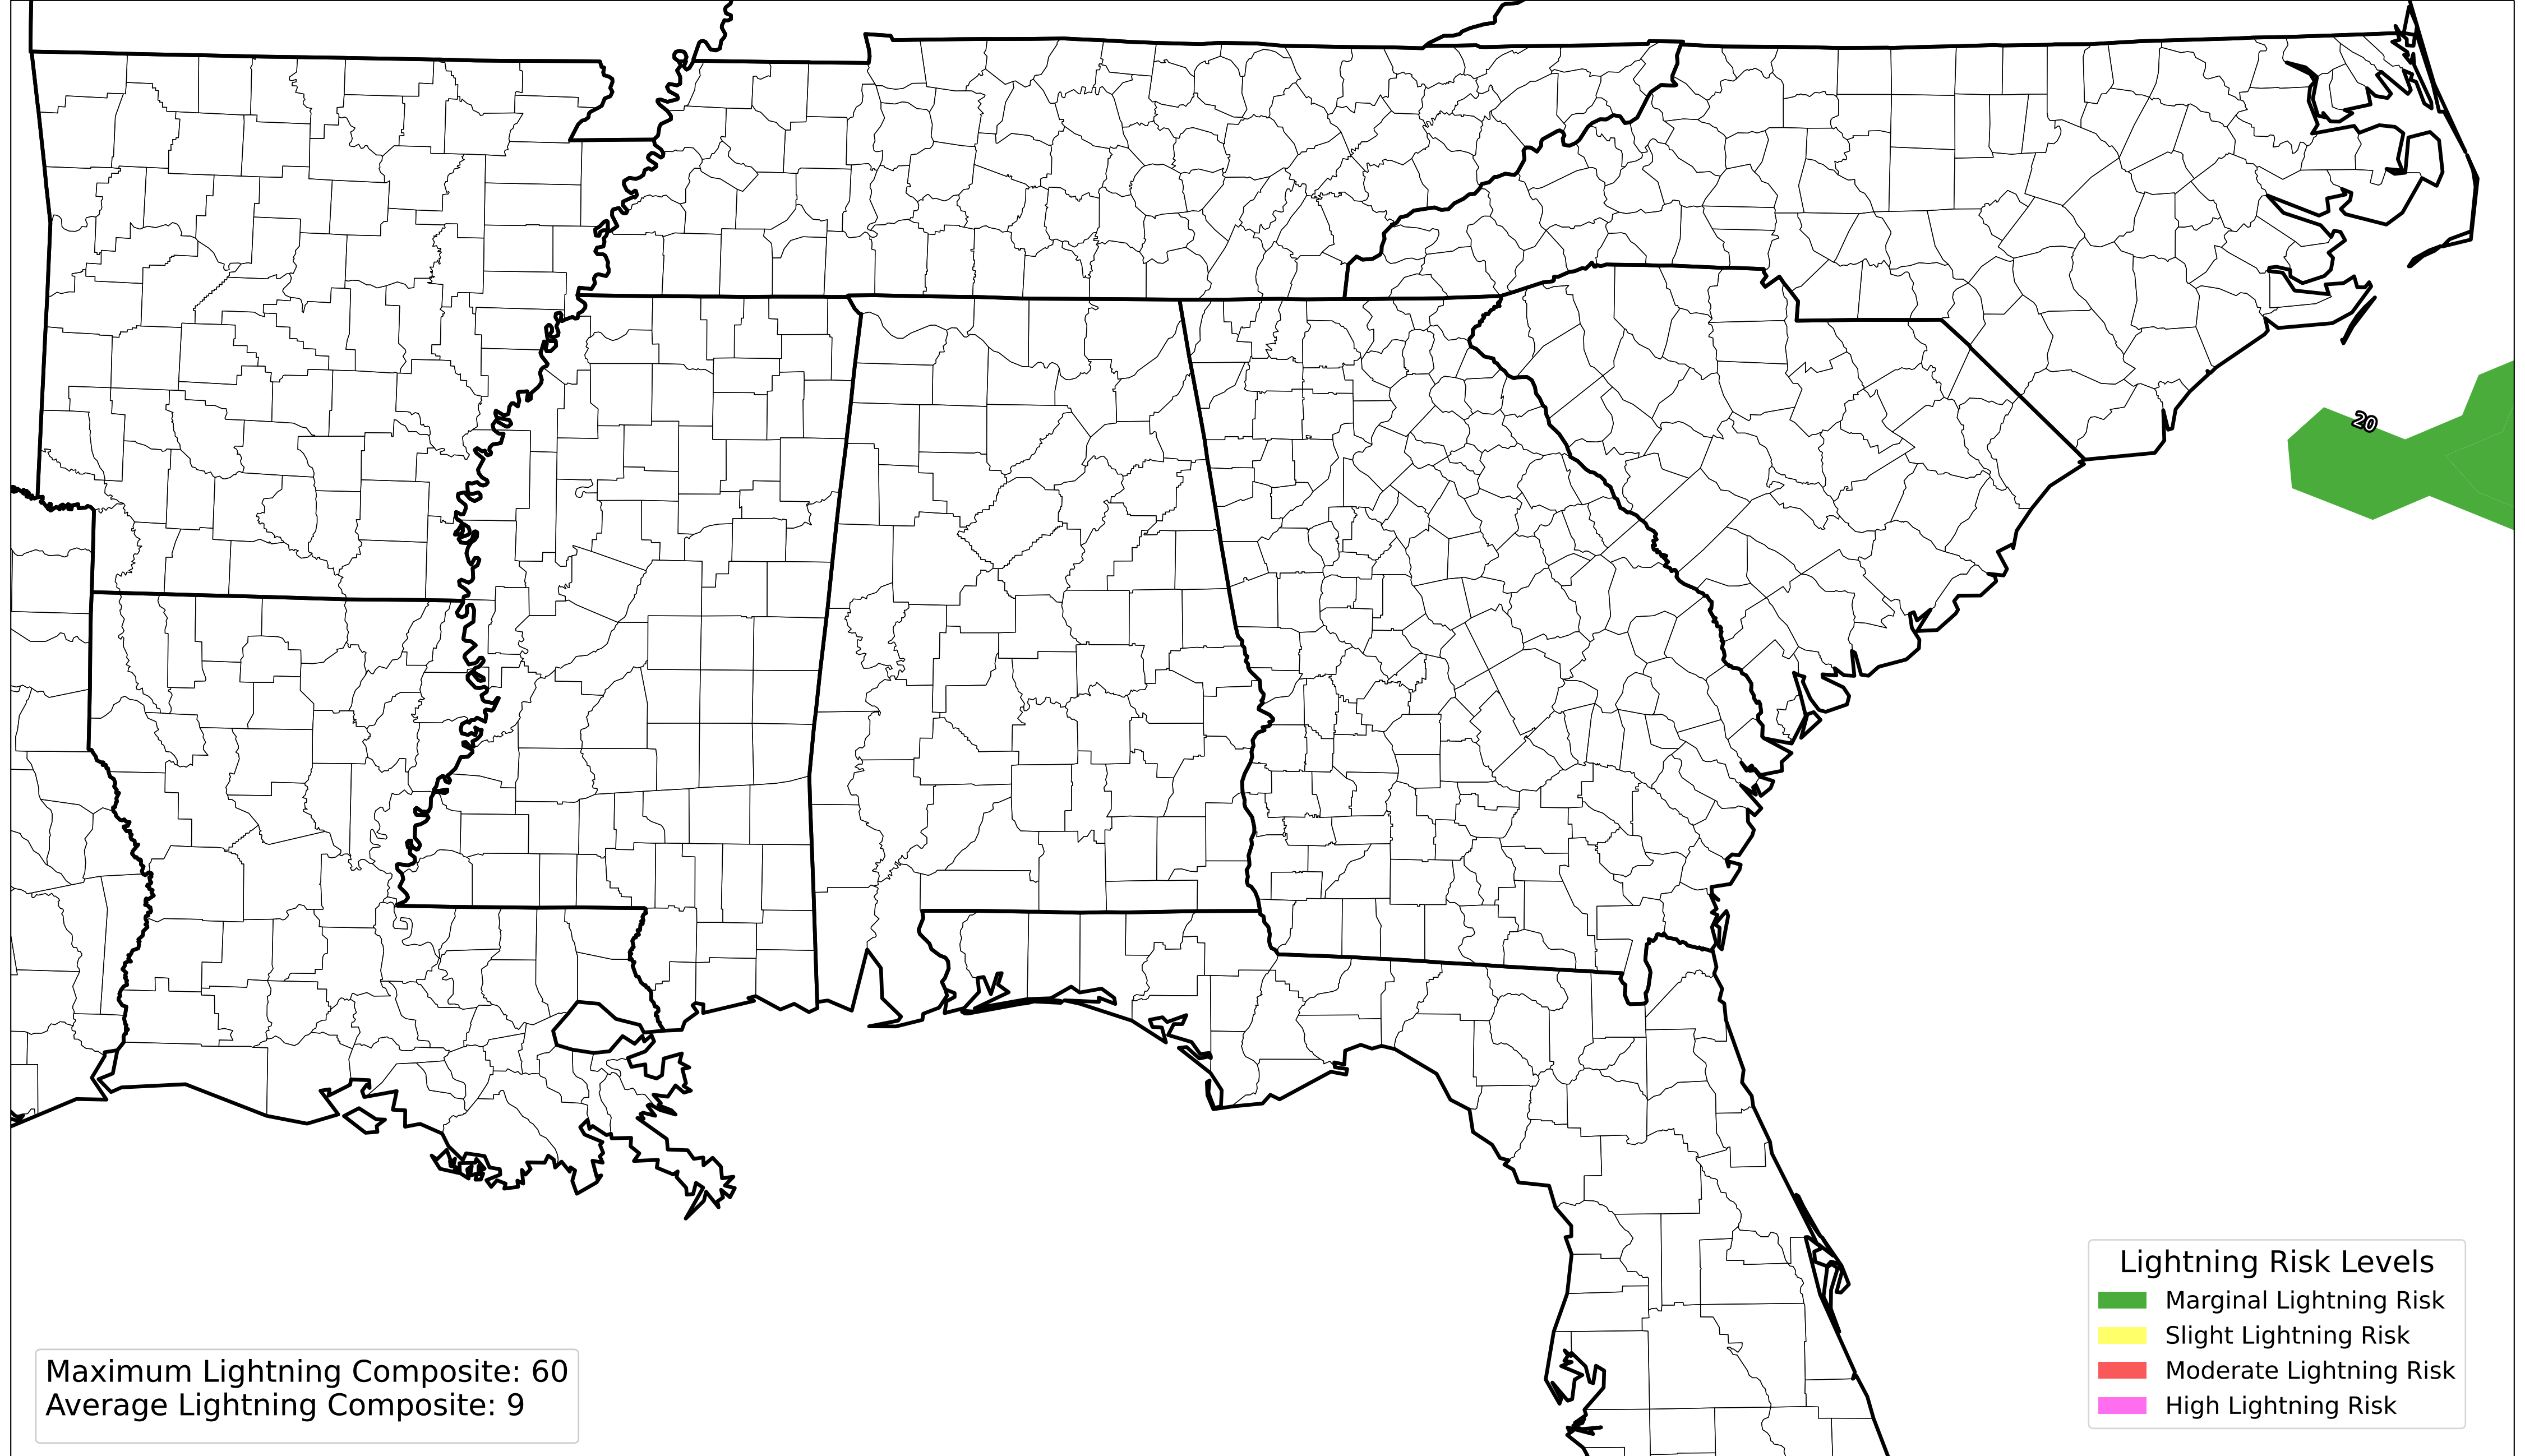 20
Lightning Risk Levels
Marginal Lightning Risk
Slight Lightning Risk
Moderate Lightning Risk
High Lightning Risk
Maximum Lightning Composite: 60
Average Lightning Composite: 9